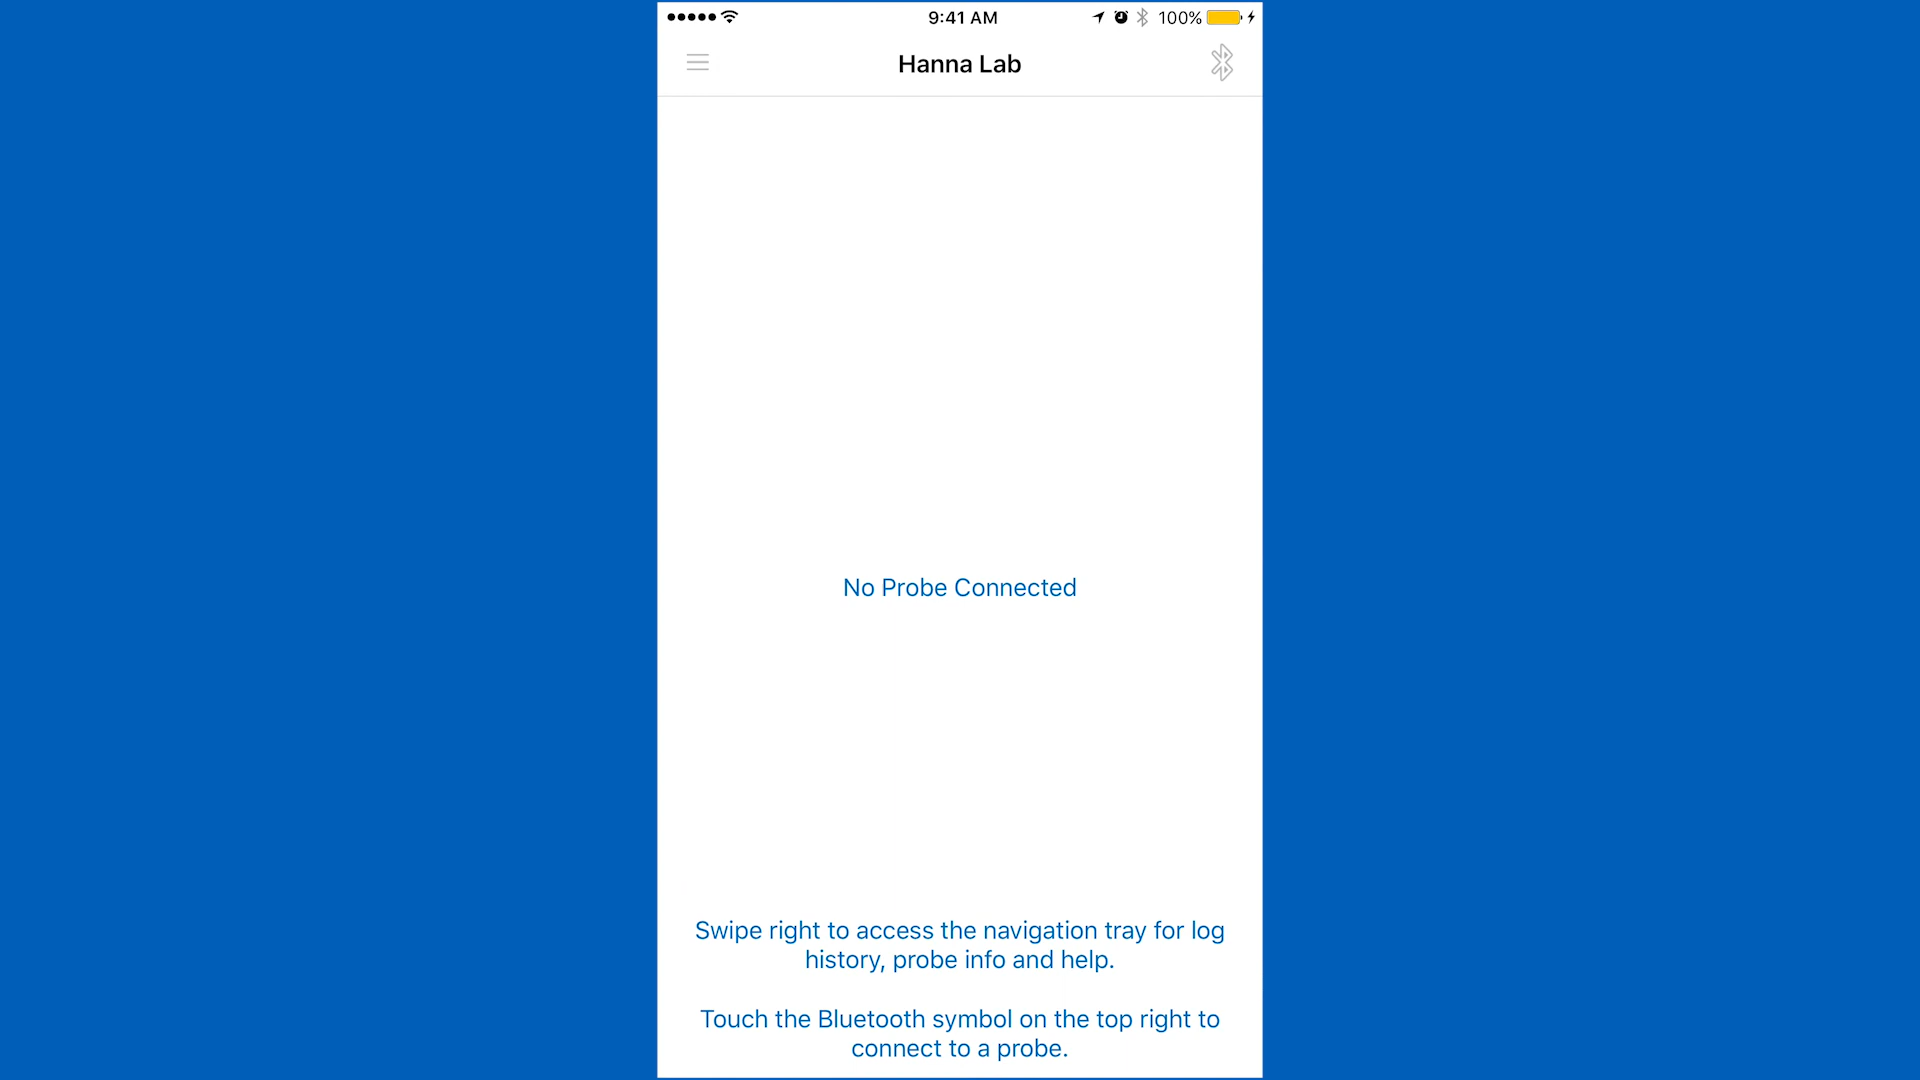 9:41 AM
100%
Hanna Lab
No Probe Connected
Swipe right to access the navigation tray for log
history, probe info and help.
Touch the Bluetooth symbol on the top right to
connect to a probe.